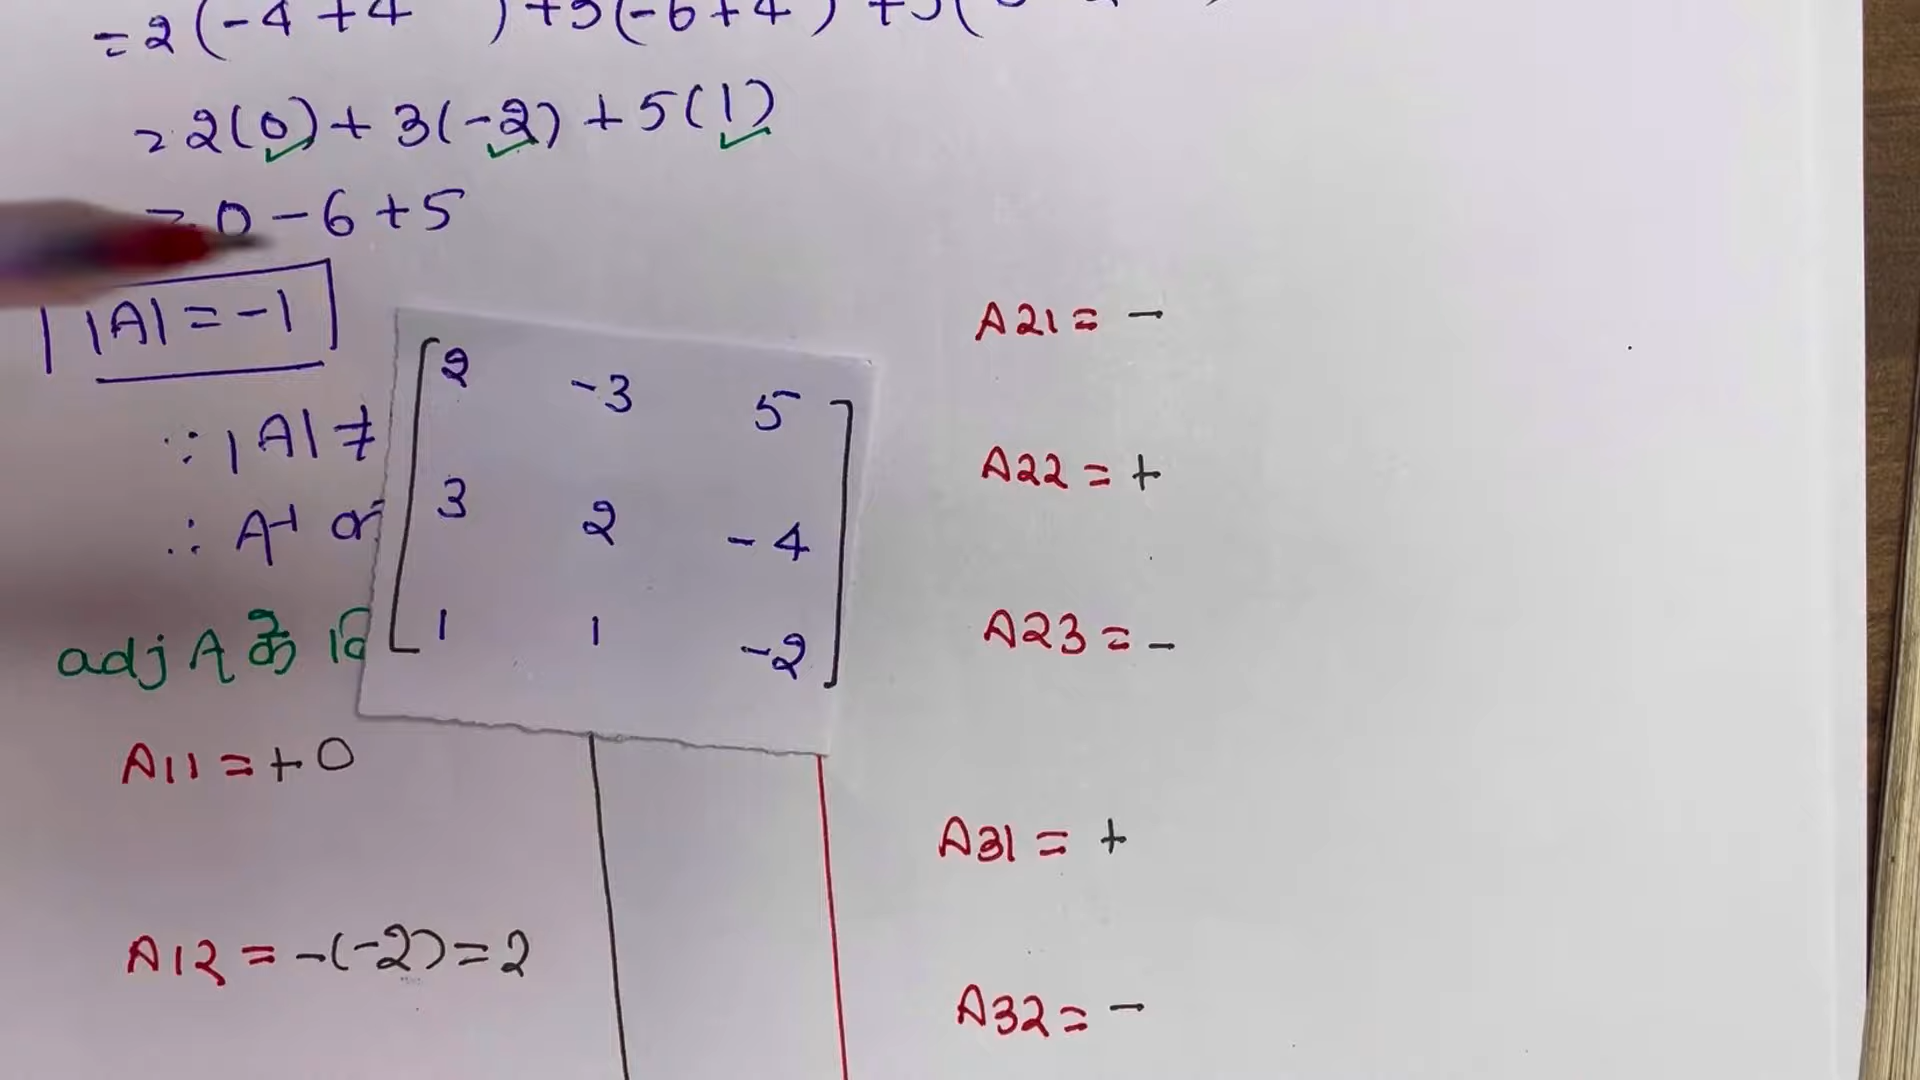 =2(-4+4 )+3(-6+4)+5(
=2(0)+3(-2)+5(1)
=0-6+5
|A|=-1
∵|A|≠
∴A⁻¹
adj A के
A11=+0
A12=-(-2)=2
2 -3 5
3 2 -4
1 1 -2
A21=-
A22=+
A23=-
A31=+
A32=-